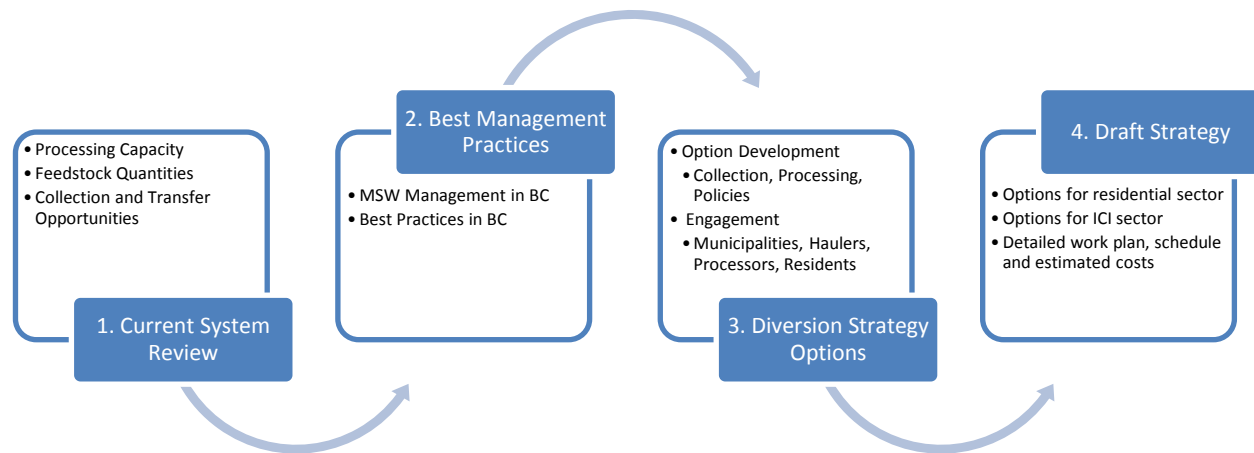 • Processing Capacity
• Feedstock Quantities
• Collection and Transfer
Opportunities
1. Current System
Review
2. Best Management
Practices
• MSW Management in BC
• Best Practices in BC
• Option Development
• Collection, Processing,
Policies
• Engagement
• Municipalities, Haulers,
Processors, Residents
3. Diversion Strategy
Options
4. Draft Strategy
• Options for residential sector
• Options for ICI sector
• Detailed work plan, schedule
and estimated costs